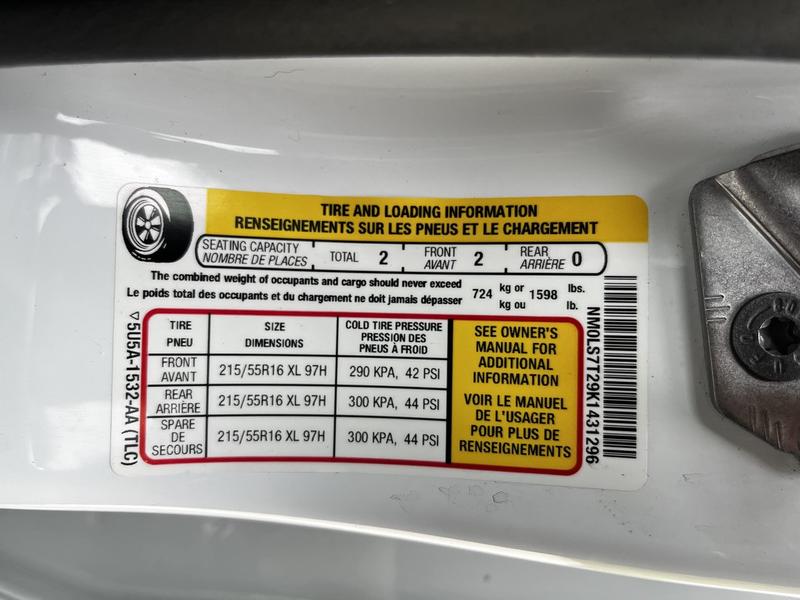 TIRE AND LOADING INFORMATION
RENSEIGNEMENTS SUR LES PNEUS ET LE CHARGEMENT
SEATING CAPACITY
NOMBRE DE PLACES
TOTAL 2
FRONT
AVANT 2
REAR
ARRIÈRE 0
The combined weight of occupants and cargo should never exceed 724 kg or 1598 lbs.
Le poids total des occupants et du chargement ne doit jamais dépasser kg ou lb.
TIRE
PNEU
SIZE
DIMENSIONS
COLD TIRE PRESSURE
PRESSION DES
PNEUS À FROID
FRONT
AVANT
215/55R16 XL 97H
290 KPA, 42 PSI
REAR
ARRIÈRE
215/55R16 XL 97H
300 KPA, 44 PSI
SPARE
DE
SECOURS
215/55R16 XL 97H
300 KPA, 44 PSI
SEE OWNER'S
MANUAL FOR
ADDITIONAL
INFORMATION
VOIR LE MANUEL
DE L'USAGER
POUR PLUS DE
RENSEIGNEMENTS
5U5A-1532-AA (TLC)
NM0LS7T29K1431296